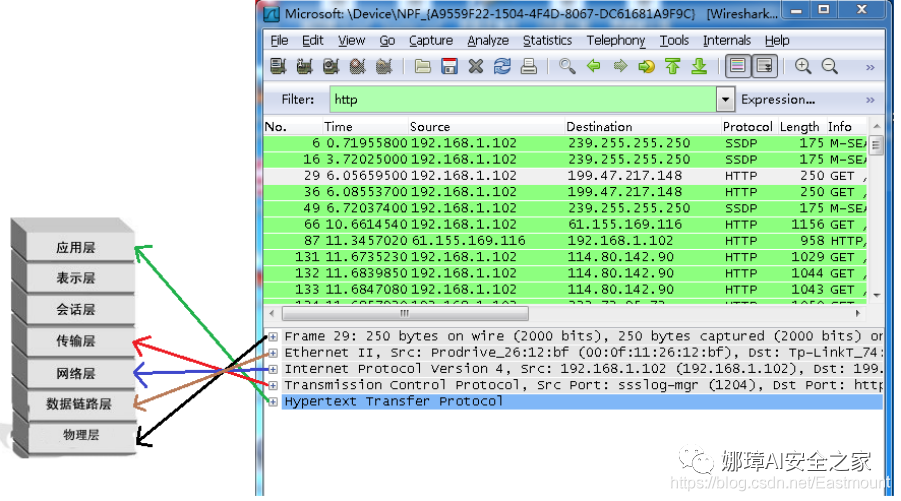 Microsoft: \Device\NPF_{A9559F22-1504-4F4D-8067-DC61681A9F9C} [Wireshark...
File Edit View Go Capture Analyze Statistics Telephony Tools Internals Help
Filter: http Expression...
No. Time Source Destination Protocol Length Info
6 0.71955800 192.168.1.102 239.255.255.250 SSDP 175 M-SEA
16 3.72025000 192.168.1.102 239.255.255.250 SSDP 175 M-SEA
29 6.05659500 192.168.1.102 199.47.217.148 HTTP 250 GET /
36 6.08553700 192.168.1.102 199.47.217.148 HTTP 250 GET /
49 6.72037400 192.168.1.102 239.255.255.250 SSDP 175 M-SEA
66 10.6614540 192.168.1.102 61.155.169.116 HTTP 1156 GET /
87 11.3457020 61.155.169.116 192.168.1.102 HTTP 958 HTTP/
131 11.6735230 192.168.1.102 114.80.142.90 HTTP 1029 GET /
132 11.6839850 192.168.1.102 114.80.142.90 HTTP 1044 GET /
133 11.6847080 192.168.1.102 114.80.142.90 HTTP 1043 GET /
应用层
表示层
会话层
传输层
网络层
数据链路层
物理层
Frame 29: 250 bytes on wire (2000 bits), 250 bytes captured (2000 bits) on
Ethernet II, Src: Prodrive_26:12:bf (00:0f:11:26:12:bf), Dst: Tp-LinkT_74:
Internet Protocol Version 4, Src: 192.168.1.102 (192.168.1.102), Dst: 199.
Transmission Control Protocol, Src Port: ssslog-mgr (1204), Dst Port: http
Hypertext Transfer Protocol
娜璋AI安全之家
https://blog.csdn.net/Eastmount